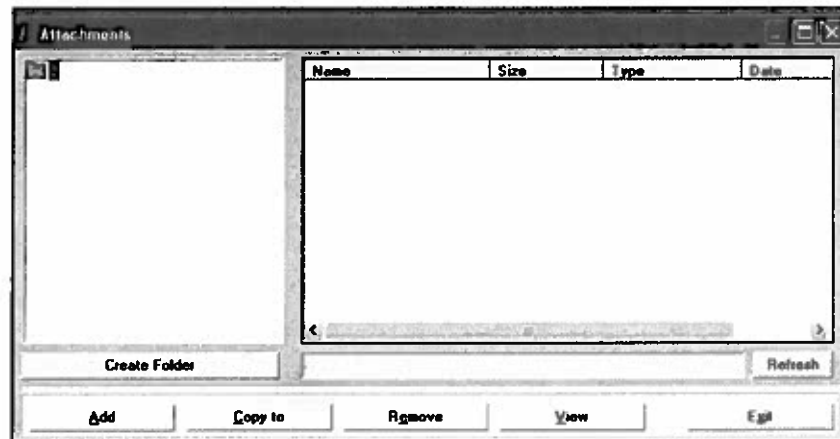 Attachments
Name Size Type Date
Create Folder
Refresh
Add Copy to Remove View Exit